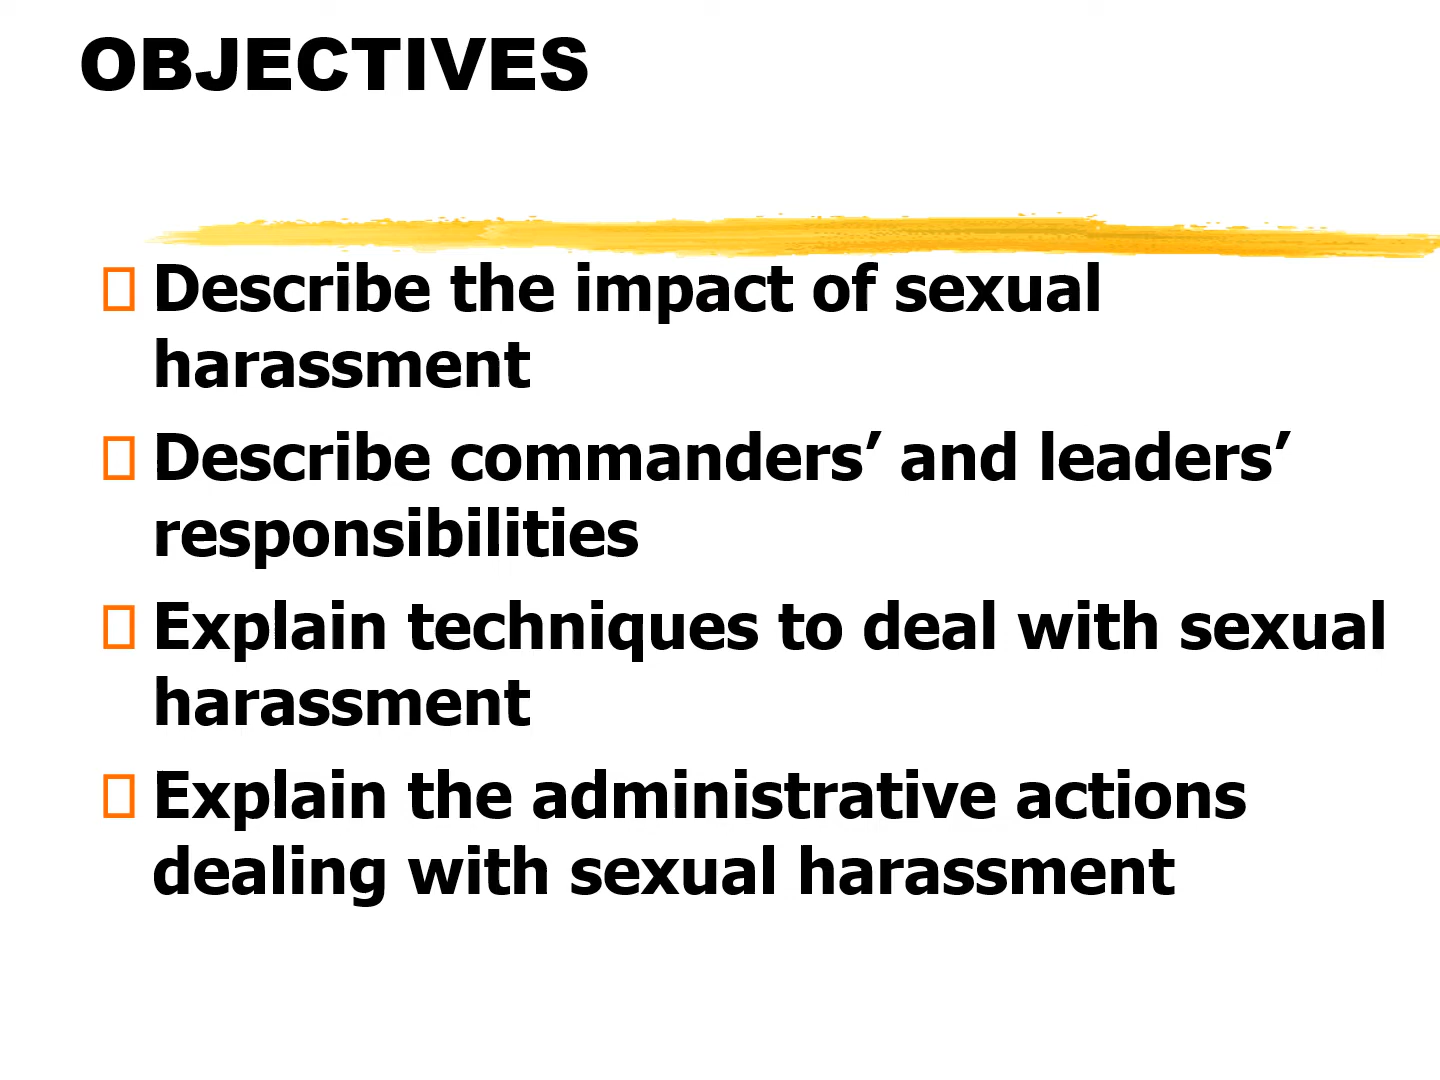 OBJECTIVES
Describe the impact of sexual
harassment
Describe commanders’ and leaders’
responsibilities
Explain techniques to deal with sexual
harassment
Explain the administrative actions
dealing with sexual harassment